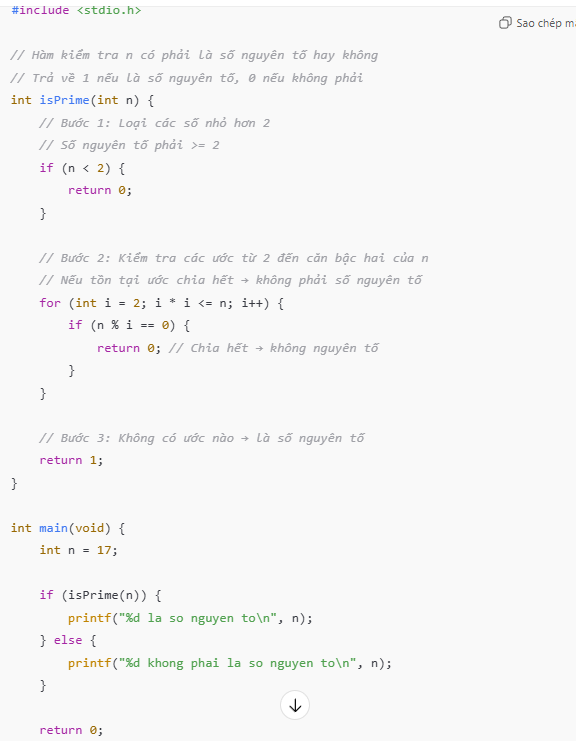 #include <stdio.h>
Sao chép mã
// Hàm kiểm tra n có phải là số nguyên tố hay không
// Trả về 1 nếu là số nguyên tố, 0 nếu không phải
int isPrime(int n) {
    // Bước 1: Loại các số nhỏ hơn 2
    // Số nguyên tố phải >= 2
    if (n < 2) {
        return 0;
    }
    // Bước 2: Kiểm tra các ước từ 2 đến căn bậc hai của n
    // Nếu tồn tại ước chia hết → không phải số nguyên tố
    for (int i = 2; i * i <= n; i++) {
        if (n % i == 0) {
            return 0; // Chia hết → không nguyên tố
        }
    }
    // Bước 3: Không có ước nào → là số nguyên tố
    return 1;
}
int main(void) {
    int n = 17;
    if (isPrime(n)) {
        printf("%d la so nguyen to\n", n);
    } else {
        printf("%d khong phai la so nguyen to\n", n);
    }
    return 0;